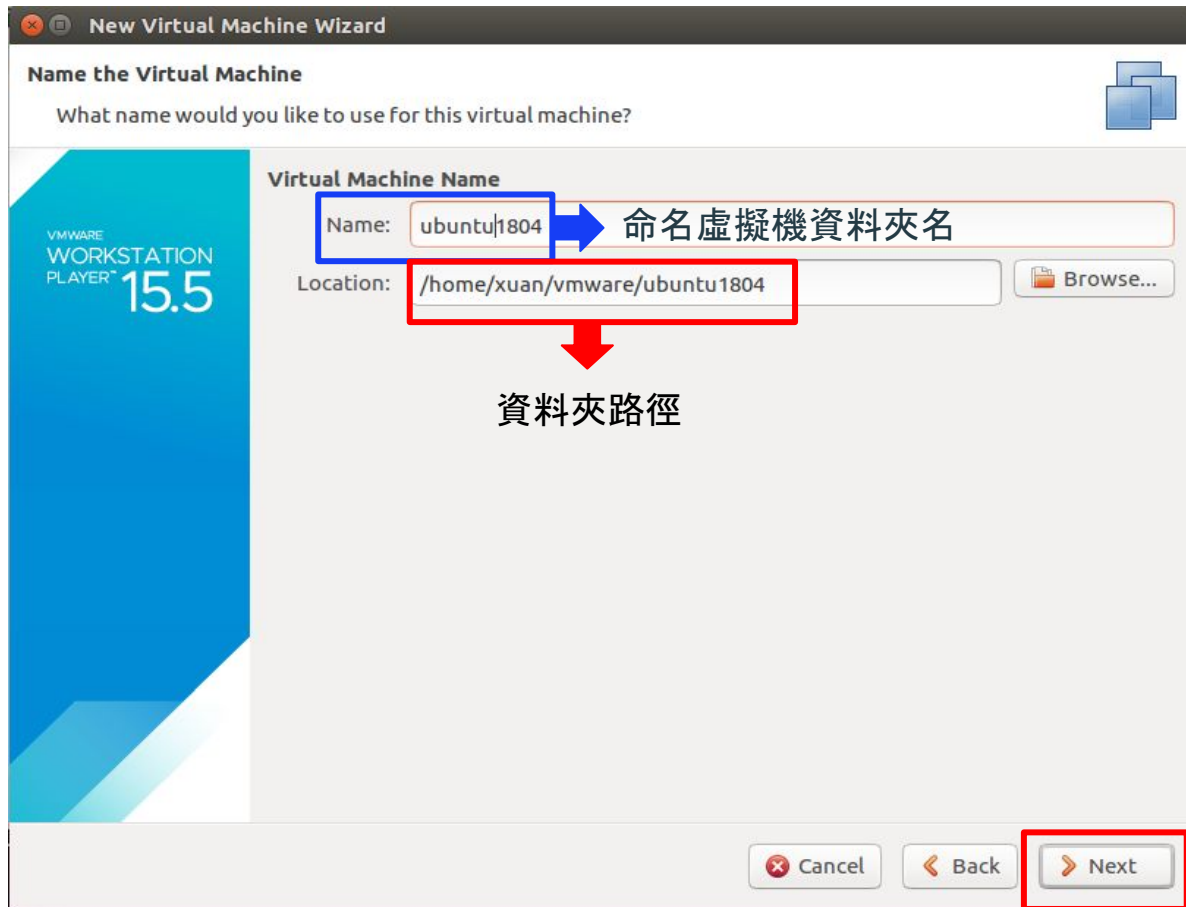 New Virtual Machine Wizard
Name the Virtual Machine
What name would you like to use for this virtual machine?
VMWARE
WORKSTATION
PLAYER™ 15.5
Virtual Machine Name
Name: ubuntu1804 命名虛擬機資料夾名
Location: /home/xuan/vmware/ubuntu1804 Browse...
資料夾路徑
Cancel Back Next